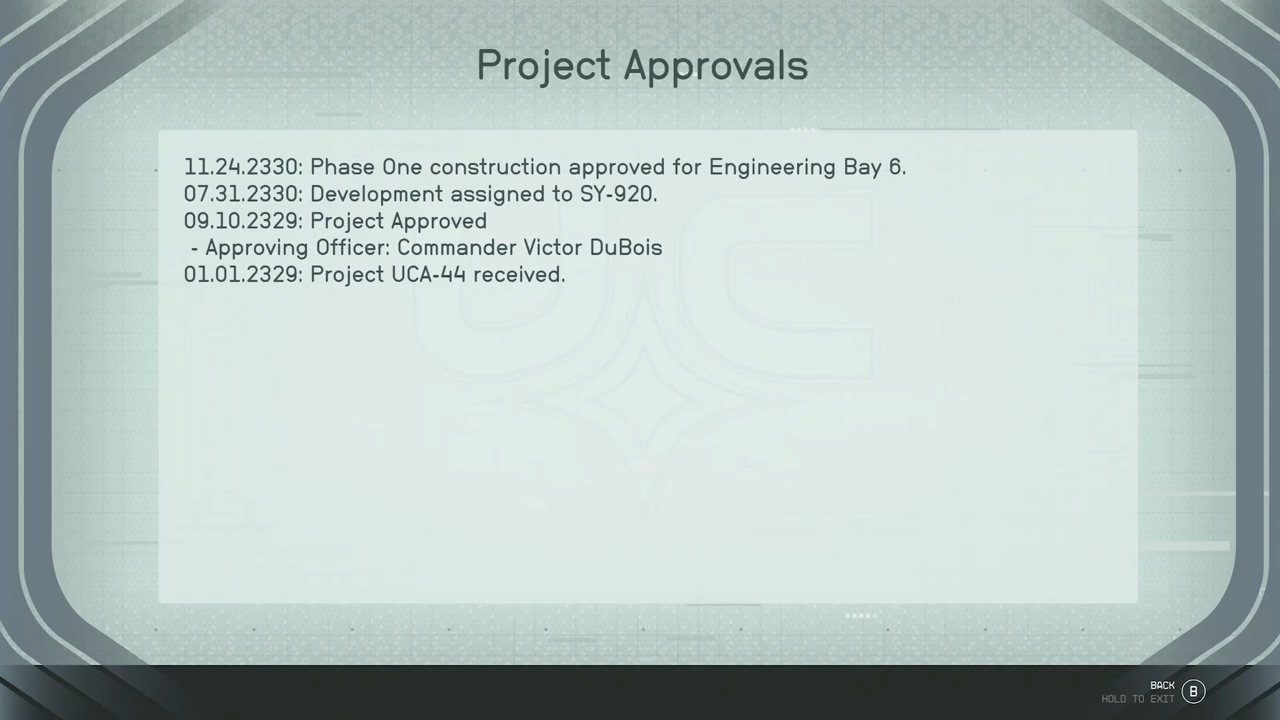 Project Approvals
11.24.2330: Phase One construction approved for Engineering Bay 6.
07.31.2330: Development assigned to SY-920.
09.10.2329: Project Approved
- Approving Officer: Commander Victor DuBois
01.01.2329: Project UCA-44 received.
UC
BACK
HOLD TO EXIT
B